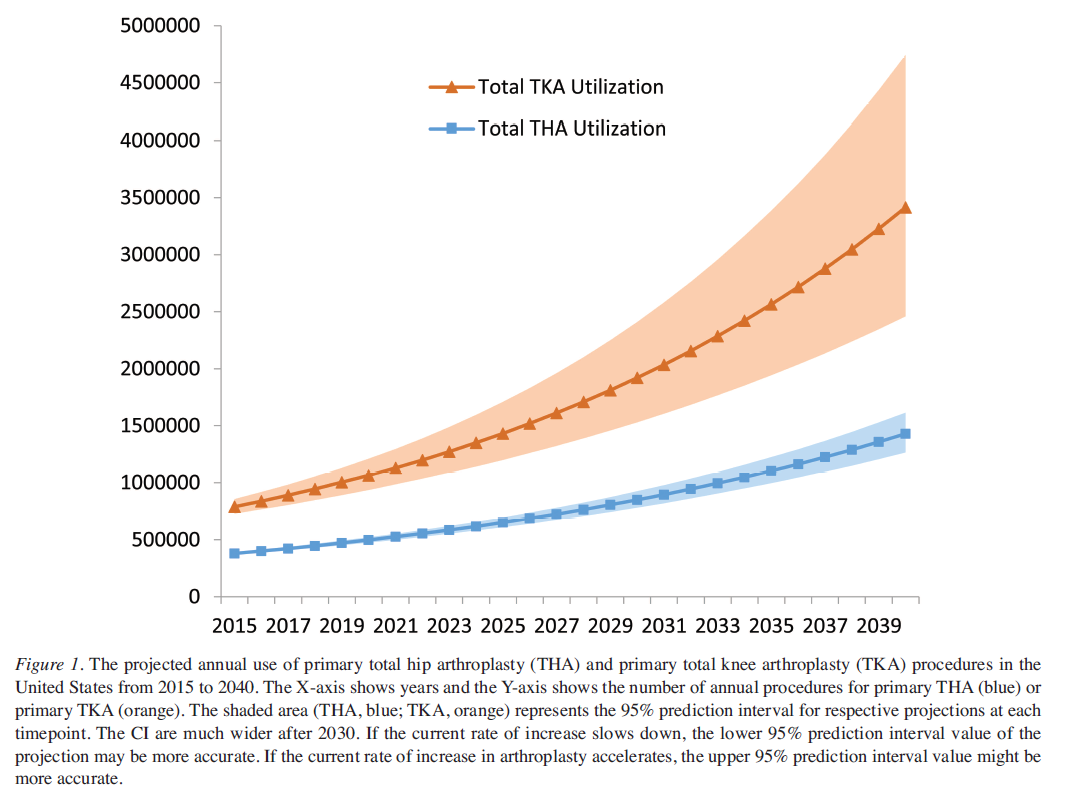 5000000
4500000
4000000
3500000
3000000
2500000
2000000
1500000
1000000
500000
0
Total TKA Utilization
Total THA Utilization
2015 2017 2019 2021 2023 2025 2027 2029 2031 2033 2035 2037 2039
Figure 1. The projected annual use of primary total hip arthroplasty (THA) and primary total knee arthroplasty (TKA) procedures in the
United States from 2015 to 2040. The X-axis shows years and the Y-axis shows the number of annual procedures for primary THA (blue) or
primary TKA (orange). The shaded area (THA, blue; TKA, orange) represents the 95% prediction interval for respective projections at each
timepoint. The CI are much wider after 2030. If the current rate of increase slows down, the lower 95% prediction interval value of the
projection may be more accurate. If the current rate of increase in arthroplasty accelerates, the upper 95% prediction interval value might be
more accurate.